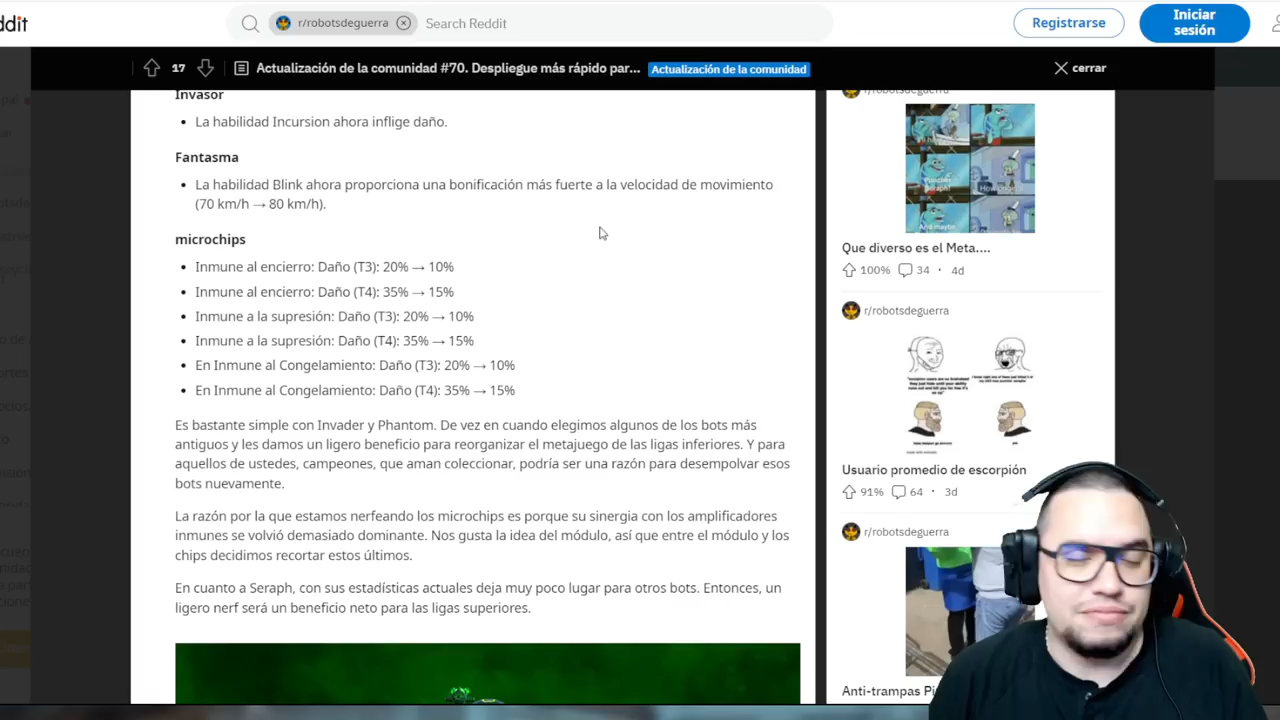 ddit
r/robotsdeguerra
Search Reddit
Registrarse
Iniciar
sesión
17
Actualización de la comunidad #70. Despliegue más rápido par...
Actualización de la comunidad
cerrar
Invasor
• La habilidad Incursion ahora inflige daño.
Fantasma
• La habilidad Blink ahora proporciona una bonificación más fuerte a la velocidad de movimiento
(70 km/h → 80 km/h).
microchips
• Inmune al encierro: Daño (T3): 20% → 10%
• Inmune al encierro: Daño (T4): 35% → 15%
• Inmune a la supresión: Daño (T3): 20% → 10%
• Inmune a la supresión: Daño (T4): 35% → 15%
• En Inmune al Congelamiento: Daño (T3): 20% → 10%
• En Inmune al Congelamiento: Daño (T4): 35% → 15%
Es bastante simple con Invader y Phantom. De vez en cuando elegimos algunos de los bots más
antiguos y les damos un ligero beneficio para reorganizar el metajuego de las ligas inferiores. Y para
aquellos de ustedes, campeones, que aman coleccionar, podría ser una razón para desempolvar esos
bots nuevamente.
La razón por la que estamos nerfeando los microchips es porque su sinergia con los amplificadores
inmunes se volvió demasiado dominante. Nos gusta la idea del módulo, así que entre el módulo y los
chips decidimos recortar estos últimos.
En cuanto a Seraph, con sus estadísticas actuales deja muy poco lugar para otros bots. Entonces, un
ligero nerf será un beneficio neto para las ligas superiores.
r/robotsdeguerra
Que diverso es el Meta....
100% 34 • 4d
r/robotsdeguerra
Usuario promedio de escorpión
91% 64 • 3d
r/robotsdeguerra
Anti-trampas Pi